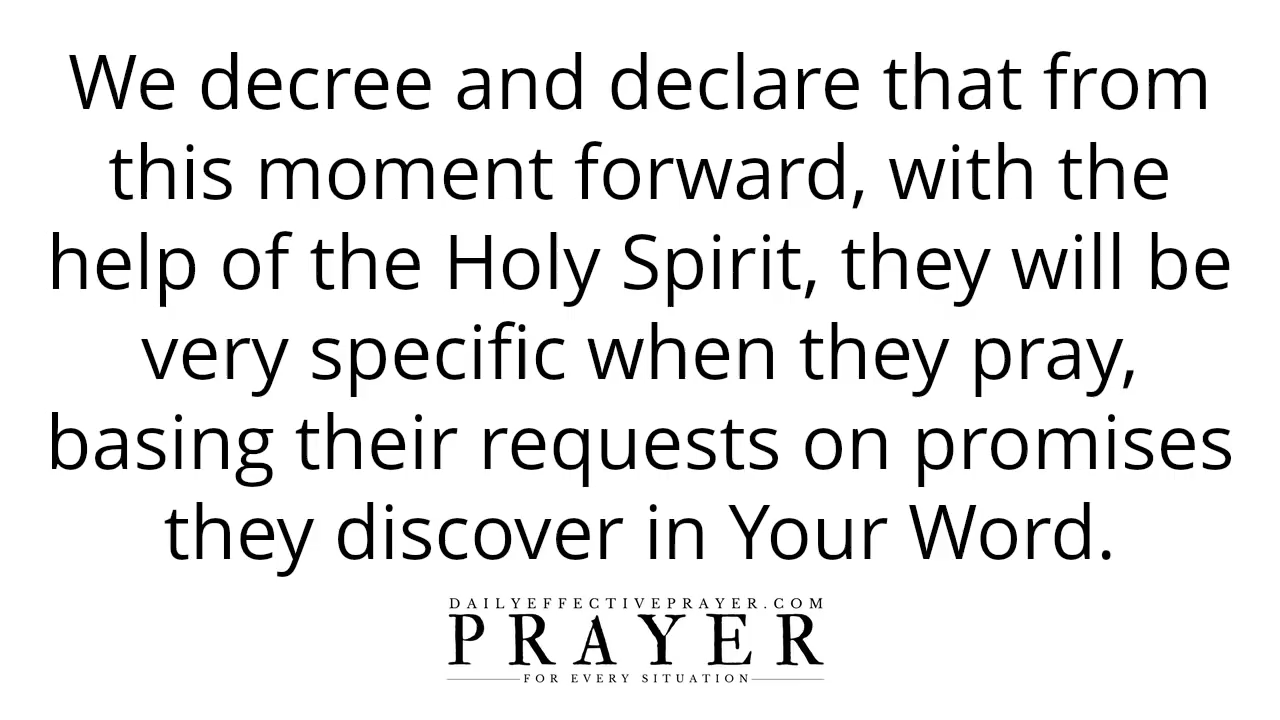 We decree and declare that from
this moment forward, with the
help of the Holy Spirit, they will be
very specific when they pray,
basing their requests on promises
they discover in Your Word.
DAILYEFFECTIVEPRAYER.COM
PRAYER
FOR EVERY SITUATION